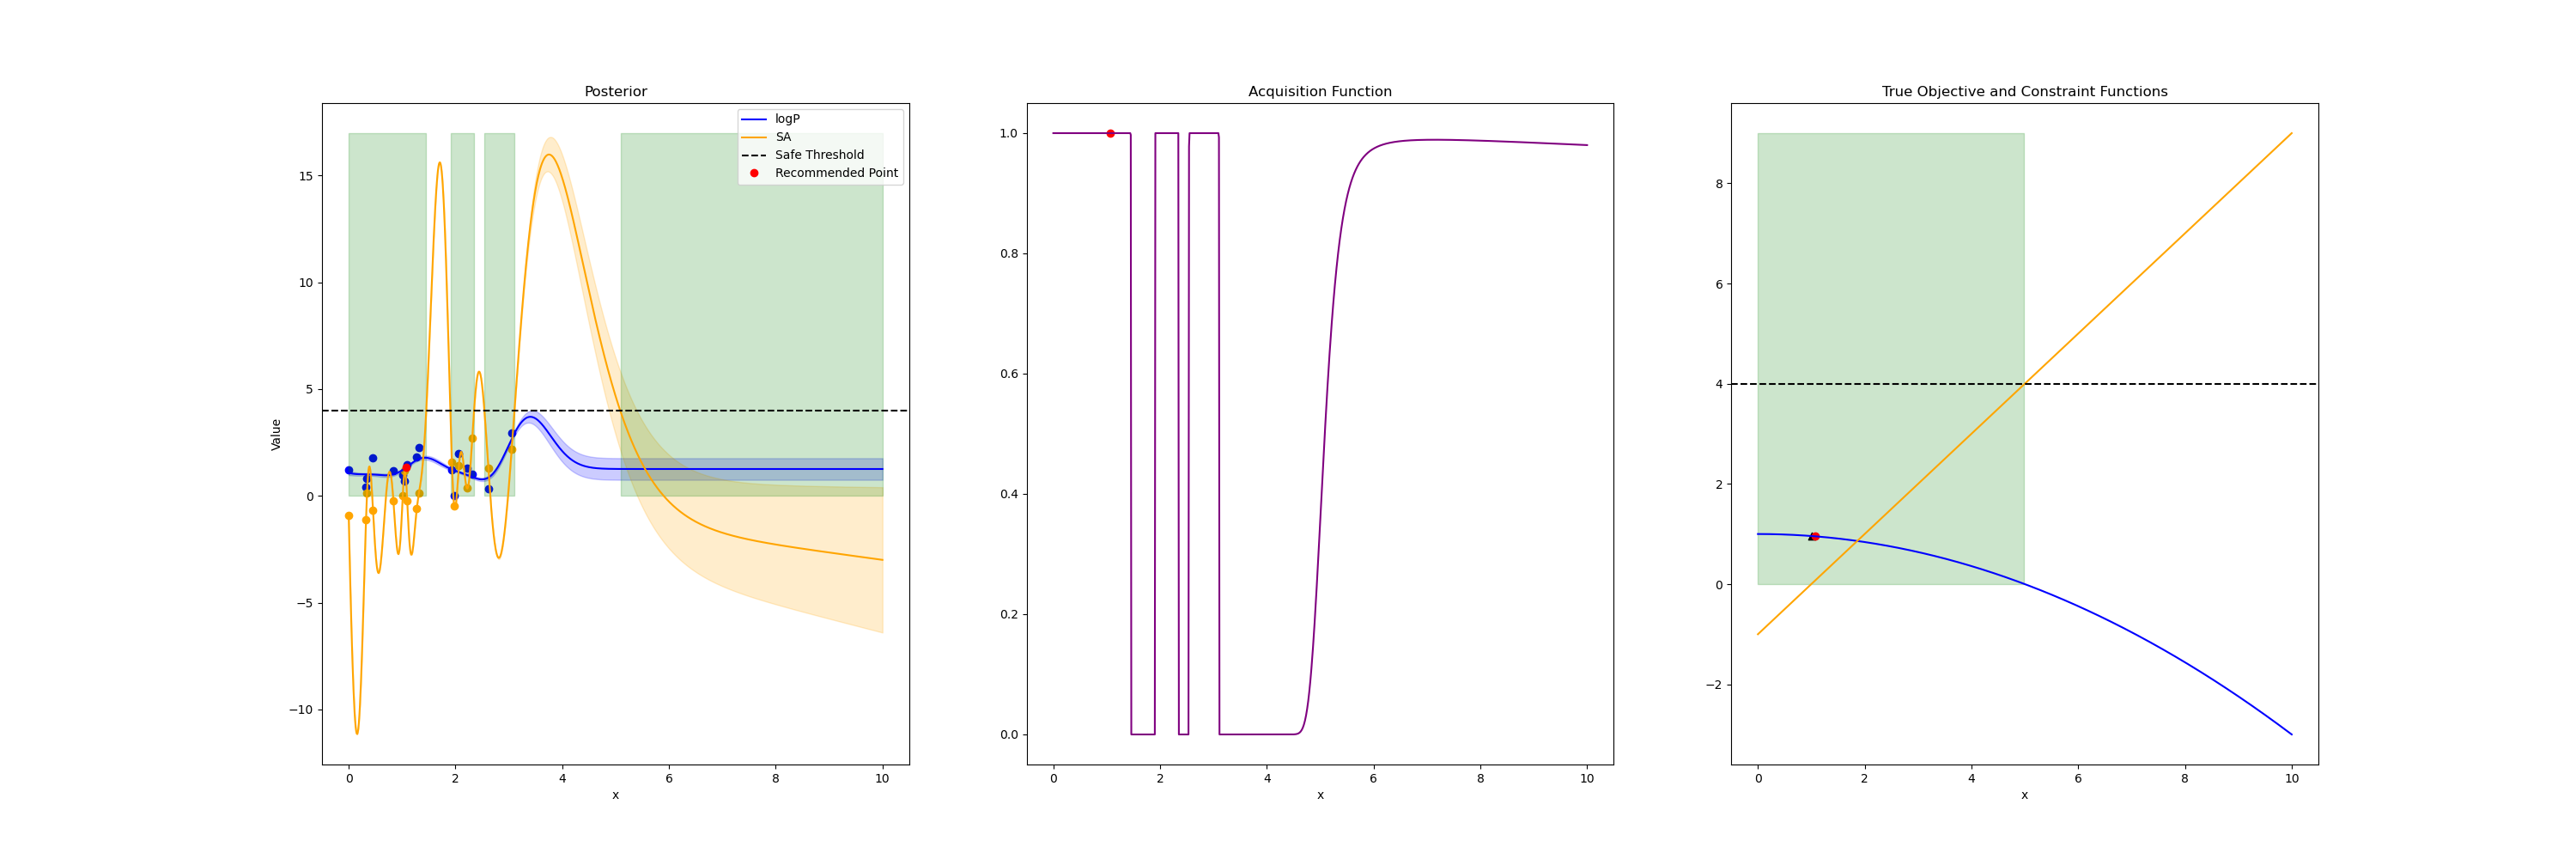 Posterior
Acquisition Function
True Objective and Constraint Functions
logP
SA
Safe Threshold
Recommended Point
Value
15
10
5
0
−5
−10
0 2 4 6 8 10
x
1.0
0.8
0.6
0.4
0.2
0.0
0 2 4 6 8 10
x
8
6
4
2
0
−2
0 2 4 6 8 10
x